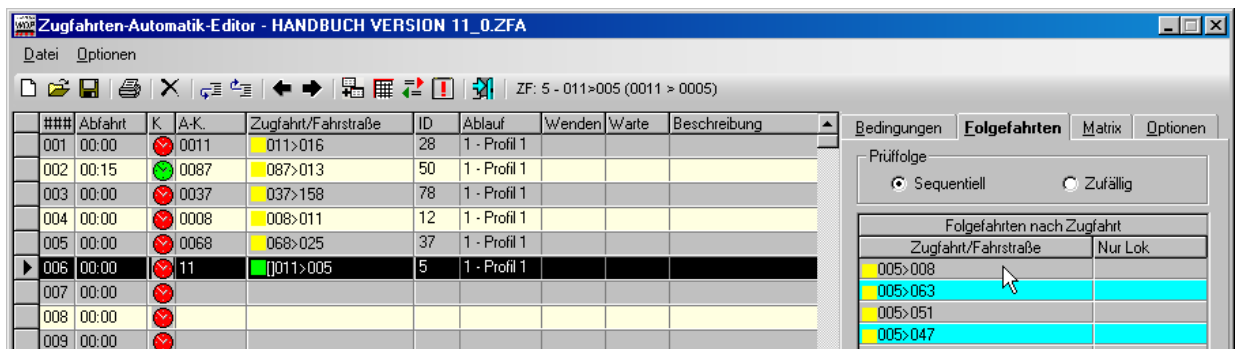 Zugfahrten-Automatik-Editor - HANDBUCH VERSION 11_0.ZFA
Datei Optionen
ZF: 5 - 011>005 (0011 > 0005)
### Abfahrt K A-K. Zugfahrt/Fahrstraße ID Ablauf Wenden Warte Beschreibung
001 00:00 0011 011>016 28 1 - Profil 1
002 00:15 0087 087>013 50 1 - Profil 1
003 00:00 0037 037>158 78 1 - Profil 1
004 00:00 0008 008>011 12 1 - Profil 1
005 00:00 0068 068>025 37 1 - Profil 1
006 00:00 11 []011>005 5 1 - Profil 1
007 00:00
008 00:00
009 00:00
Bedingungen Folgefahrten Matrix Optionen
Prüffolge
Sequentiell Zufällig
Folgefahrten nach Zugfahrt
Zugfahrt/Fahrstraße Nur Lok
005>008
005>063
005>051
005>047